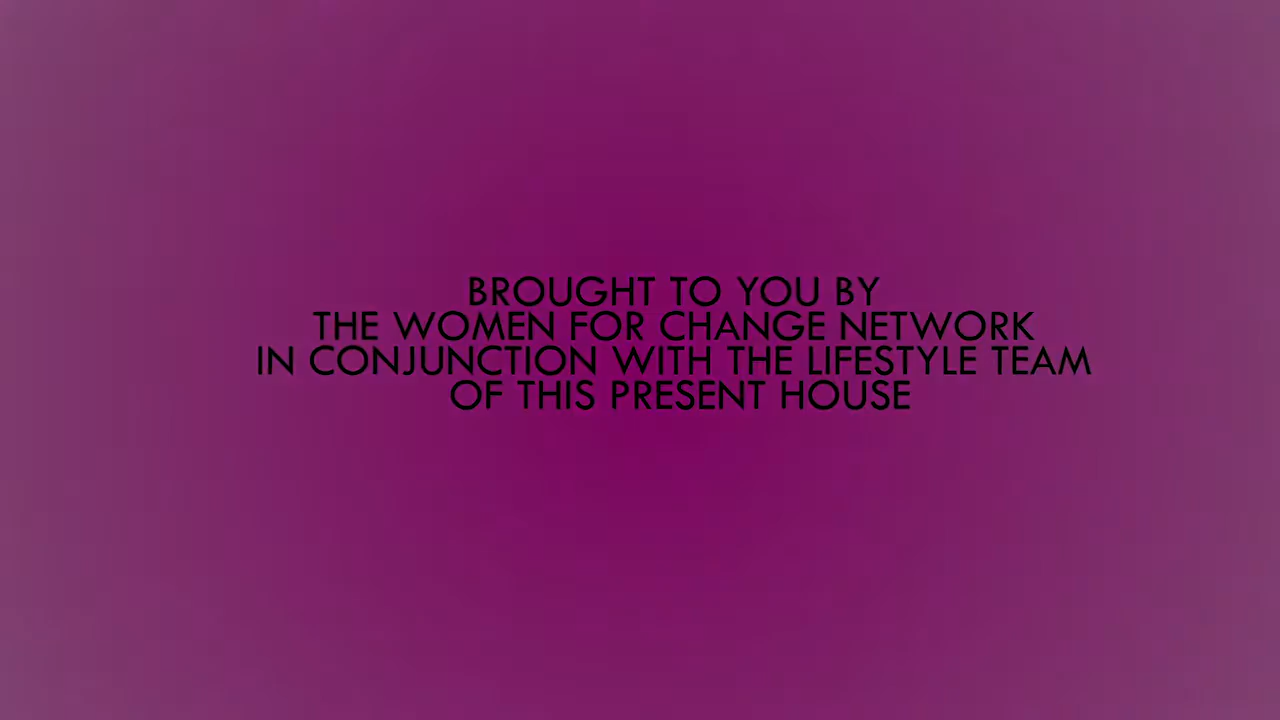 BROUGHT TO YOU BY
THE WOMEN FOR CHANGE NETWORK
IN CONJUNCTION WITH THE LIFESTYLE TEAM
OF THIS PRESENT HOUSE